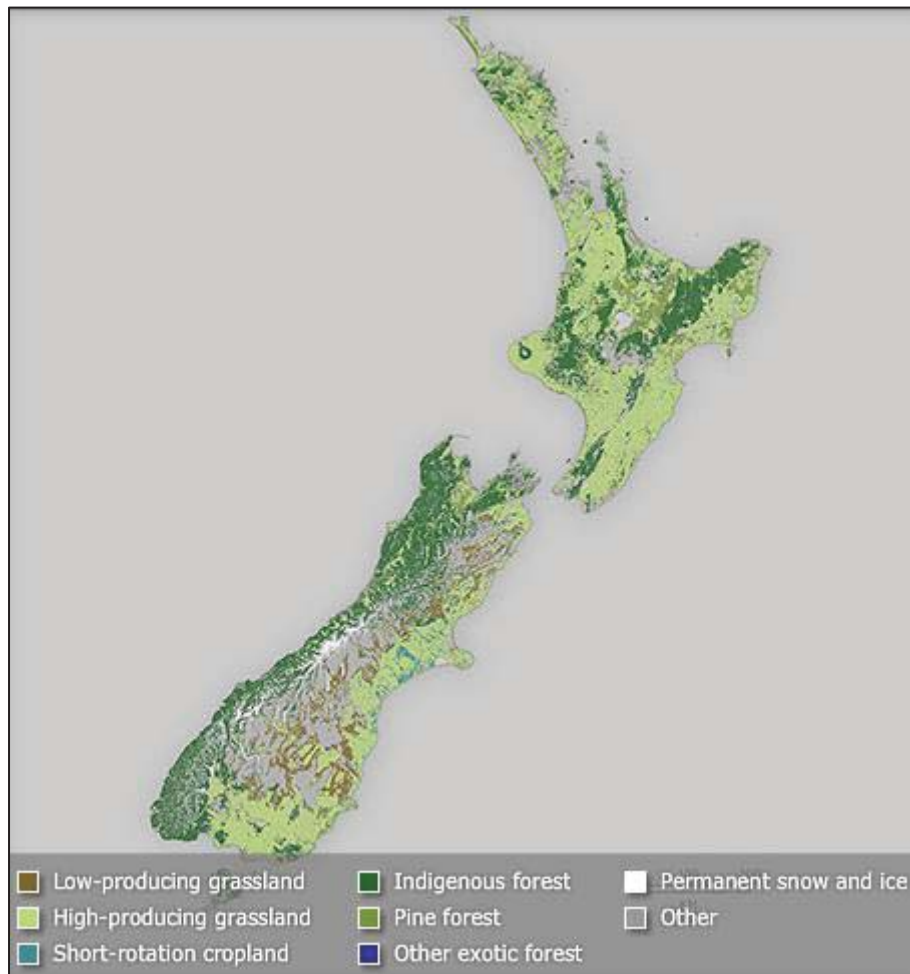 Low-producing grassland
High-producing grassland
Short-rotation cropland
Indigenous forest
Pine forest
Other exotic forest
Permanent snow and ice
Other